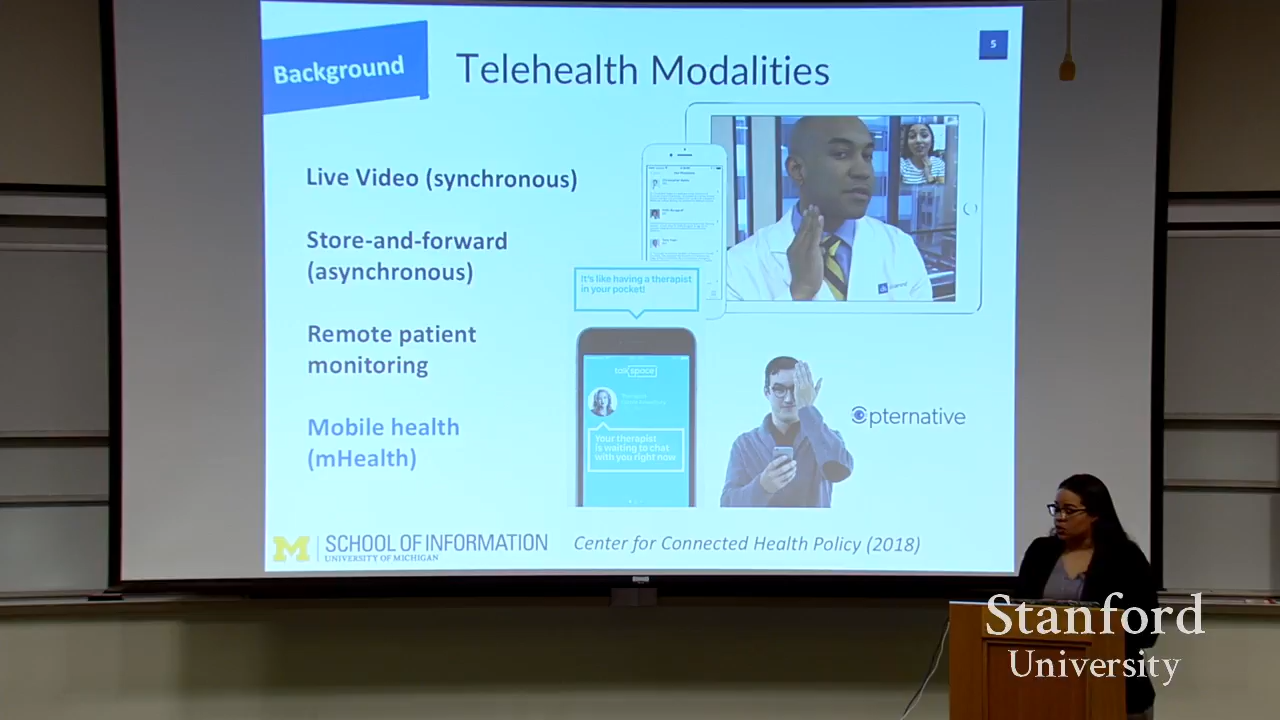 Background
Telehealth Modalities
5
Live Video (synchronous)
Store-and-forward
(asynchronous)
Remote patient
monitoring
Mobile health
(mHealth)
It's like having a therapist
in your pocket!
talkspace
Your therapist
is waiting to chat
with you right now
Opternative
M
SCHOOL OF INFORMATION
UNIVERSITY OF MICHIGAN
Center for Connected Health Policy (2018)
Stanford
University